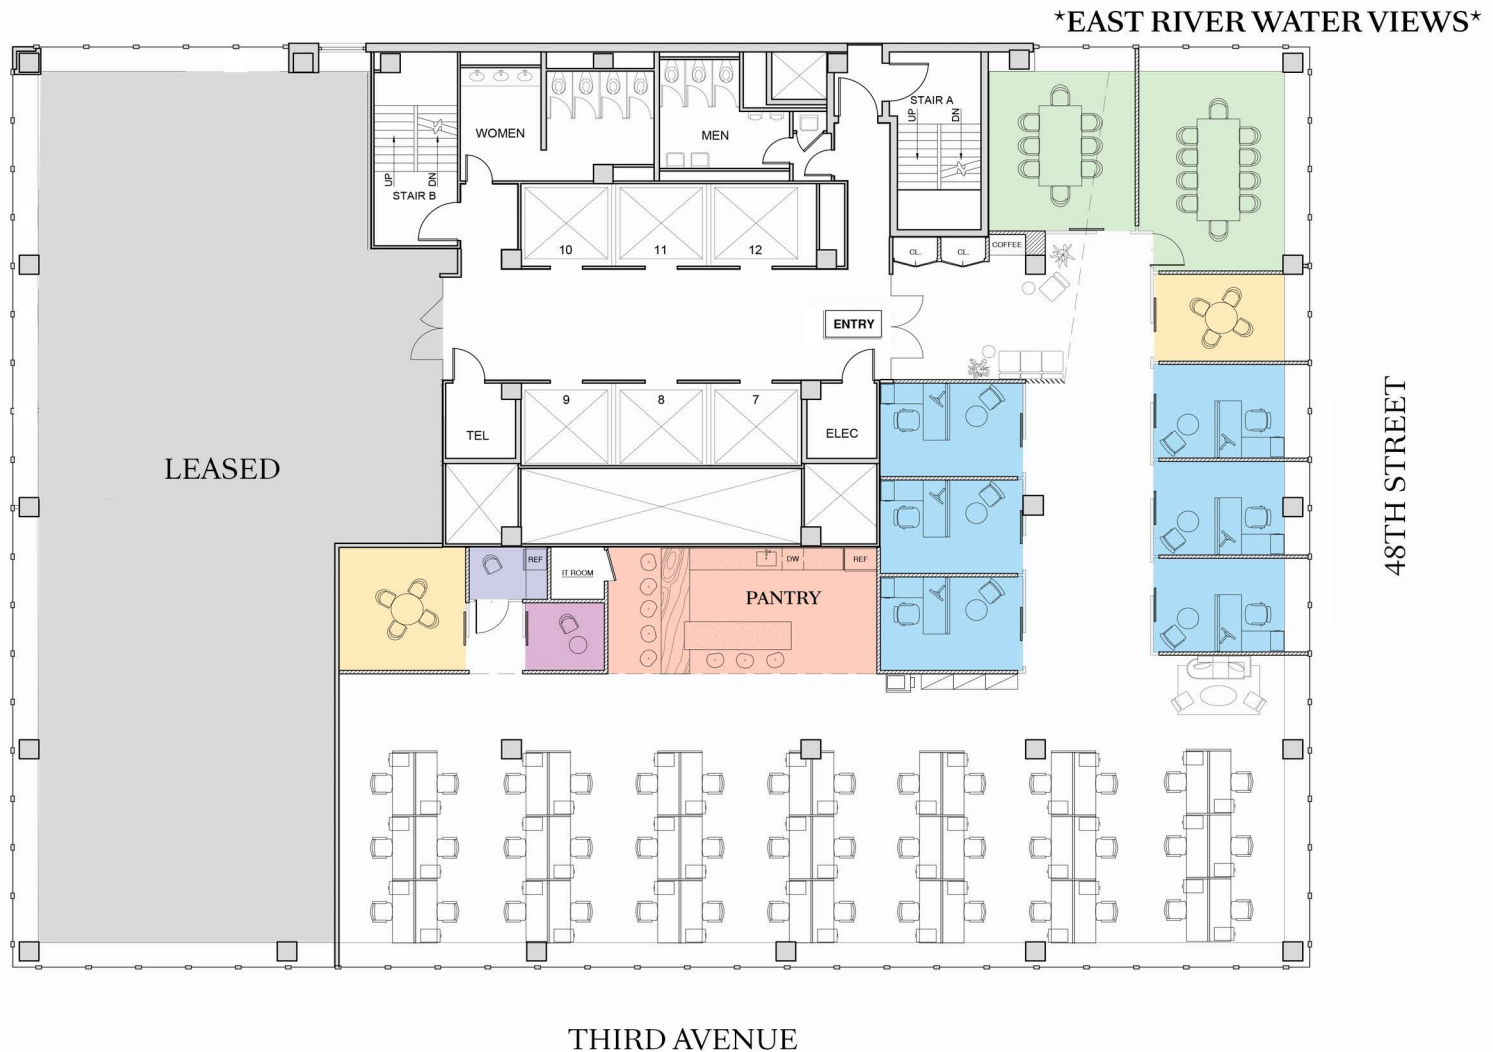 *EAST RIVER WATER VIEWS*
STAIR A
UP
DN
WOMEN
MEN
UP
DN
STAIR B
10
11
12
CL.
CL.
COFFEE
ENTRY
9
8
7
TEL
ELEC
LEASED
48TH STREET
REF
IT ROOM
DW
REF
PANTRY
THIRD AVENUE